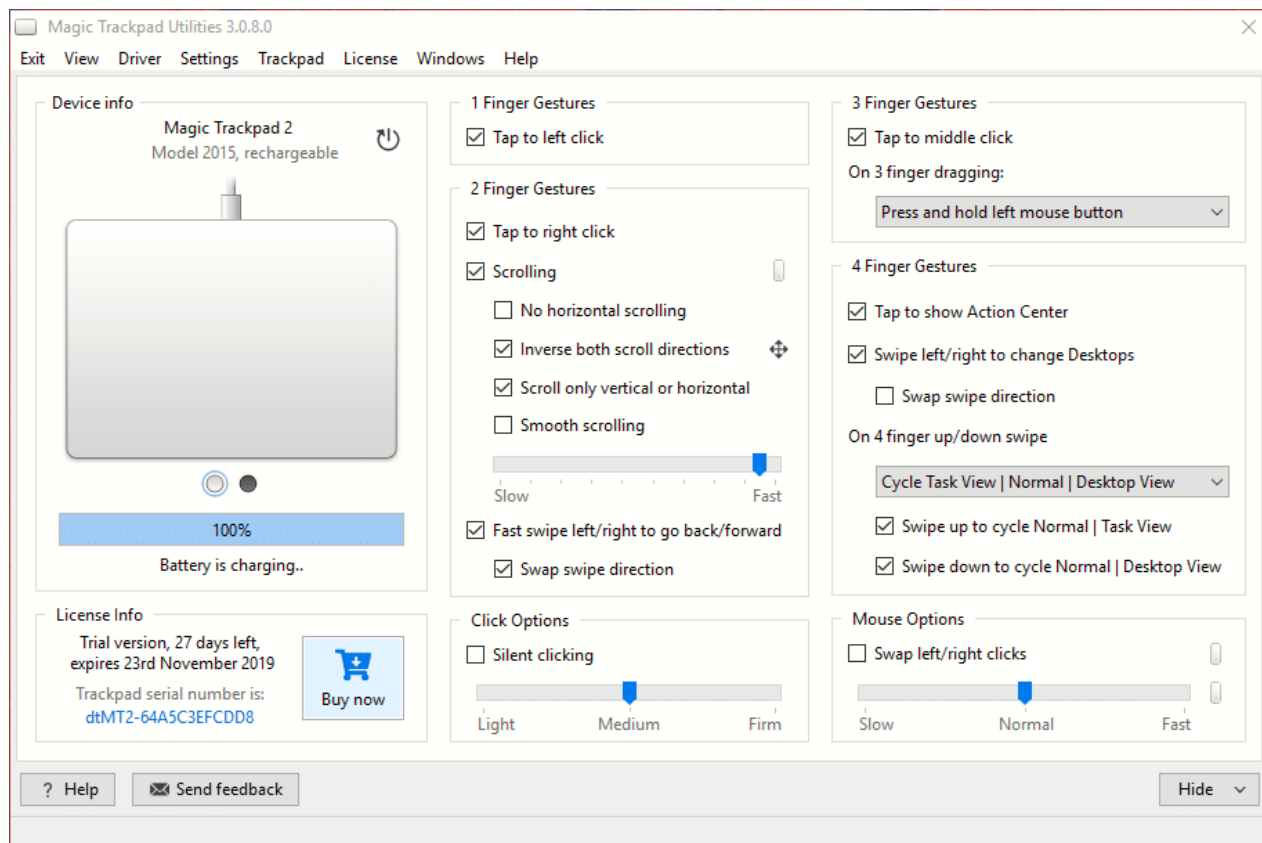 Magic Trackpad Utilities 3.0.8.0
Exit View Driver Settings Trackpad License Windows Help
Device info
Magic Trackpad 2
Model 2015, rechargeable
100%
Battery is charging..
License Info
Trial version, 27 days left,
expires 23rd November 2019
Trackpad serial number is:
dtMT2-64A5C3EFCDD8
Buy now
1 Finger Gestures
Tap to left click
2 Finger Gestures
Tap to right click
Scrolling
No horizontal scrolling
Inverse both scroll directions
Scroll only vertical or horizontal
Smooth scrolling
Slow Fast
Fast swipe left/right to go back/forward
Swap swipe direction
Click Options
Silent clicking
Light Medium Firm
3 Finger Gestures
Tap to middle click
On 3 finger dragging:
Press and hold left mouse button
4 Finger Gestures
Tap to show Action Center
Swipe left/right to change Desktops
Swap swipe direction
On 4 finger up/down swipe
Cycle Task View | Normal | Desktop View
Swipe up to cycle Normal | Task View
Swipe down to cycle Normal | Desktop View
Mouse Options
Swap left/right clicks
Slow Normal Fast
? Help
Send feedback
Hide